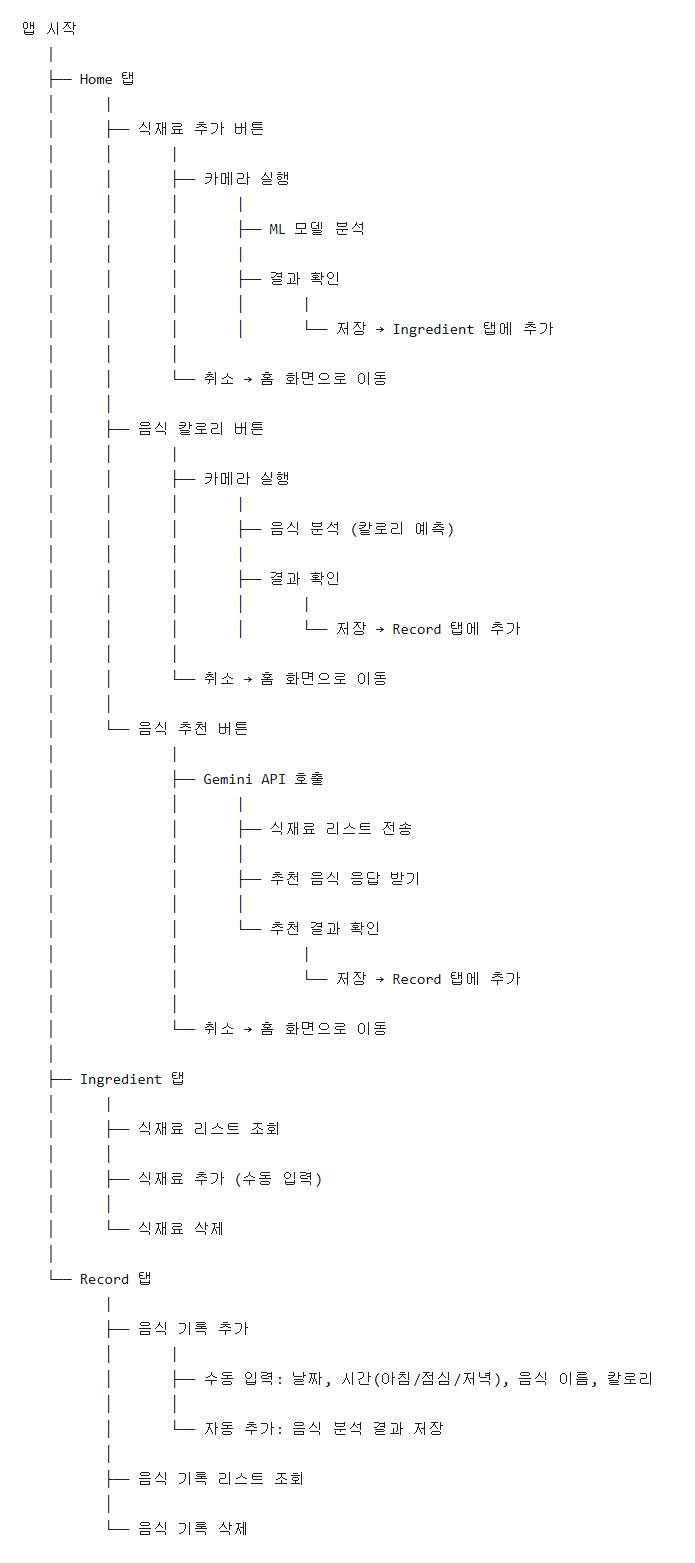 앱 시작
Home 탭
식재료 추가 버튼
카메라 실행
ML 모델 분석
결과 확인
저장 → Ingredient 탭에 추가
취소 → 홈 화면으로 이동
음식 칼로리 버튼
카메라 실행
음식 분석 (칼로리 예측)
결과 확인
저장 → Record 탭에 추가
취소 → 홈 화면으로 이동
음식 추천 버튼
Gemini API 호출
식재료 리스트 전송
추천 음식 응답 받기
추천 결과 확인
저장 → Record 탭에 추가
취소 → 홈 화면으로 이동
Ingredient 탭
식재료 리스트 조회
식재료 추가 (수동 입력)
식재료 삭제
Record 탭
음식 기록 추가
수동 입력: 날짜, 시간(아침/점심/저녁), 음식 이름, 칼로리
자동 추가: 음식 분석 결과 저장
음식 기록 리스트 조회
음식 기록 삭제